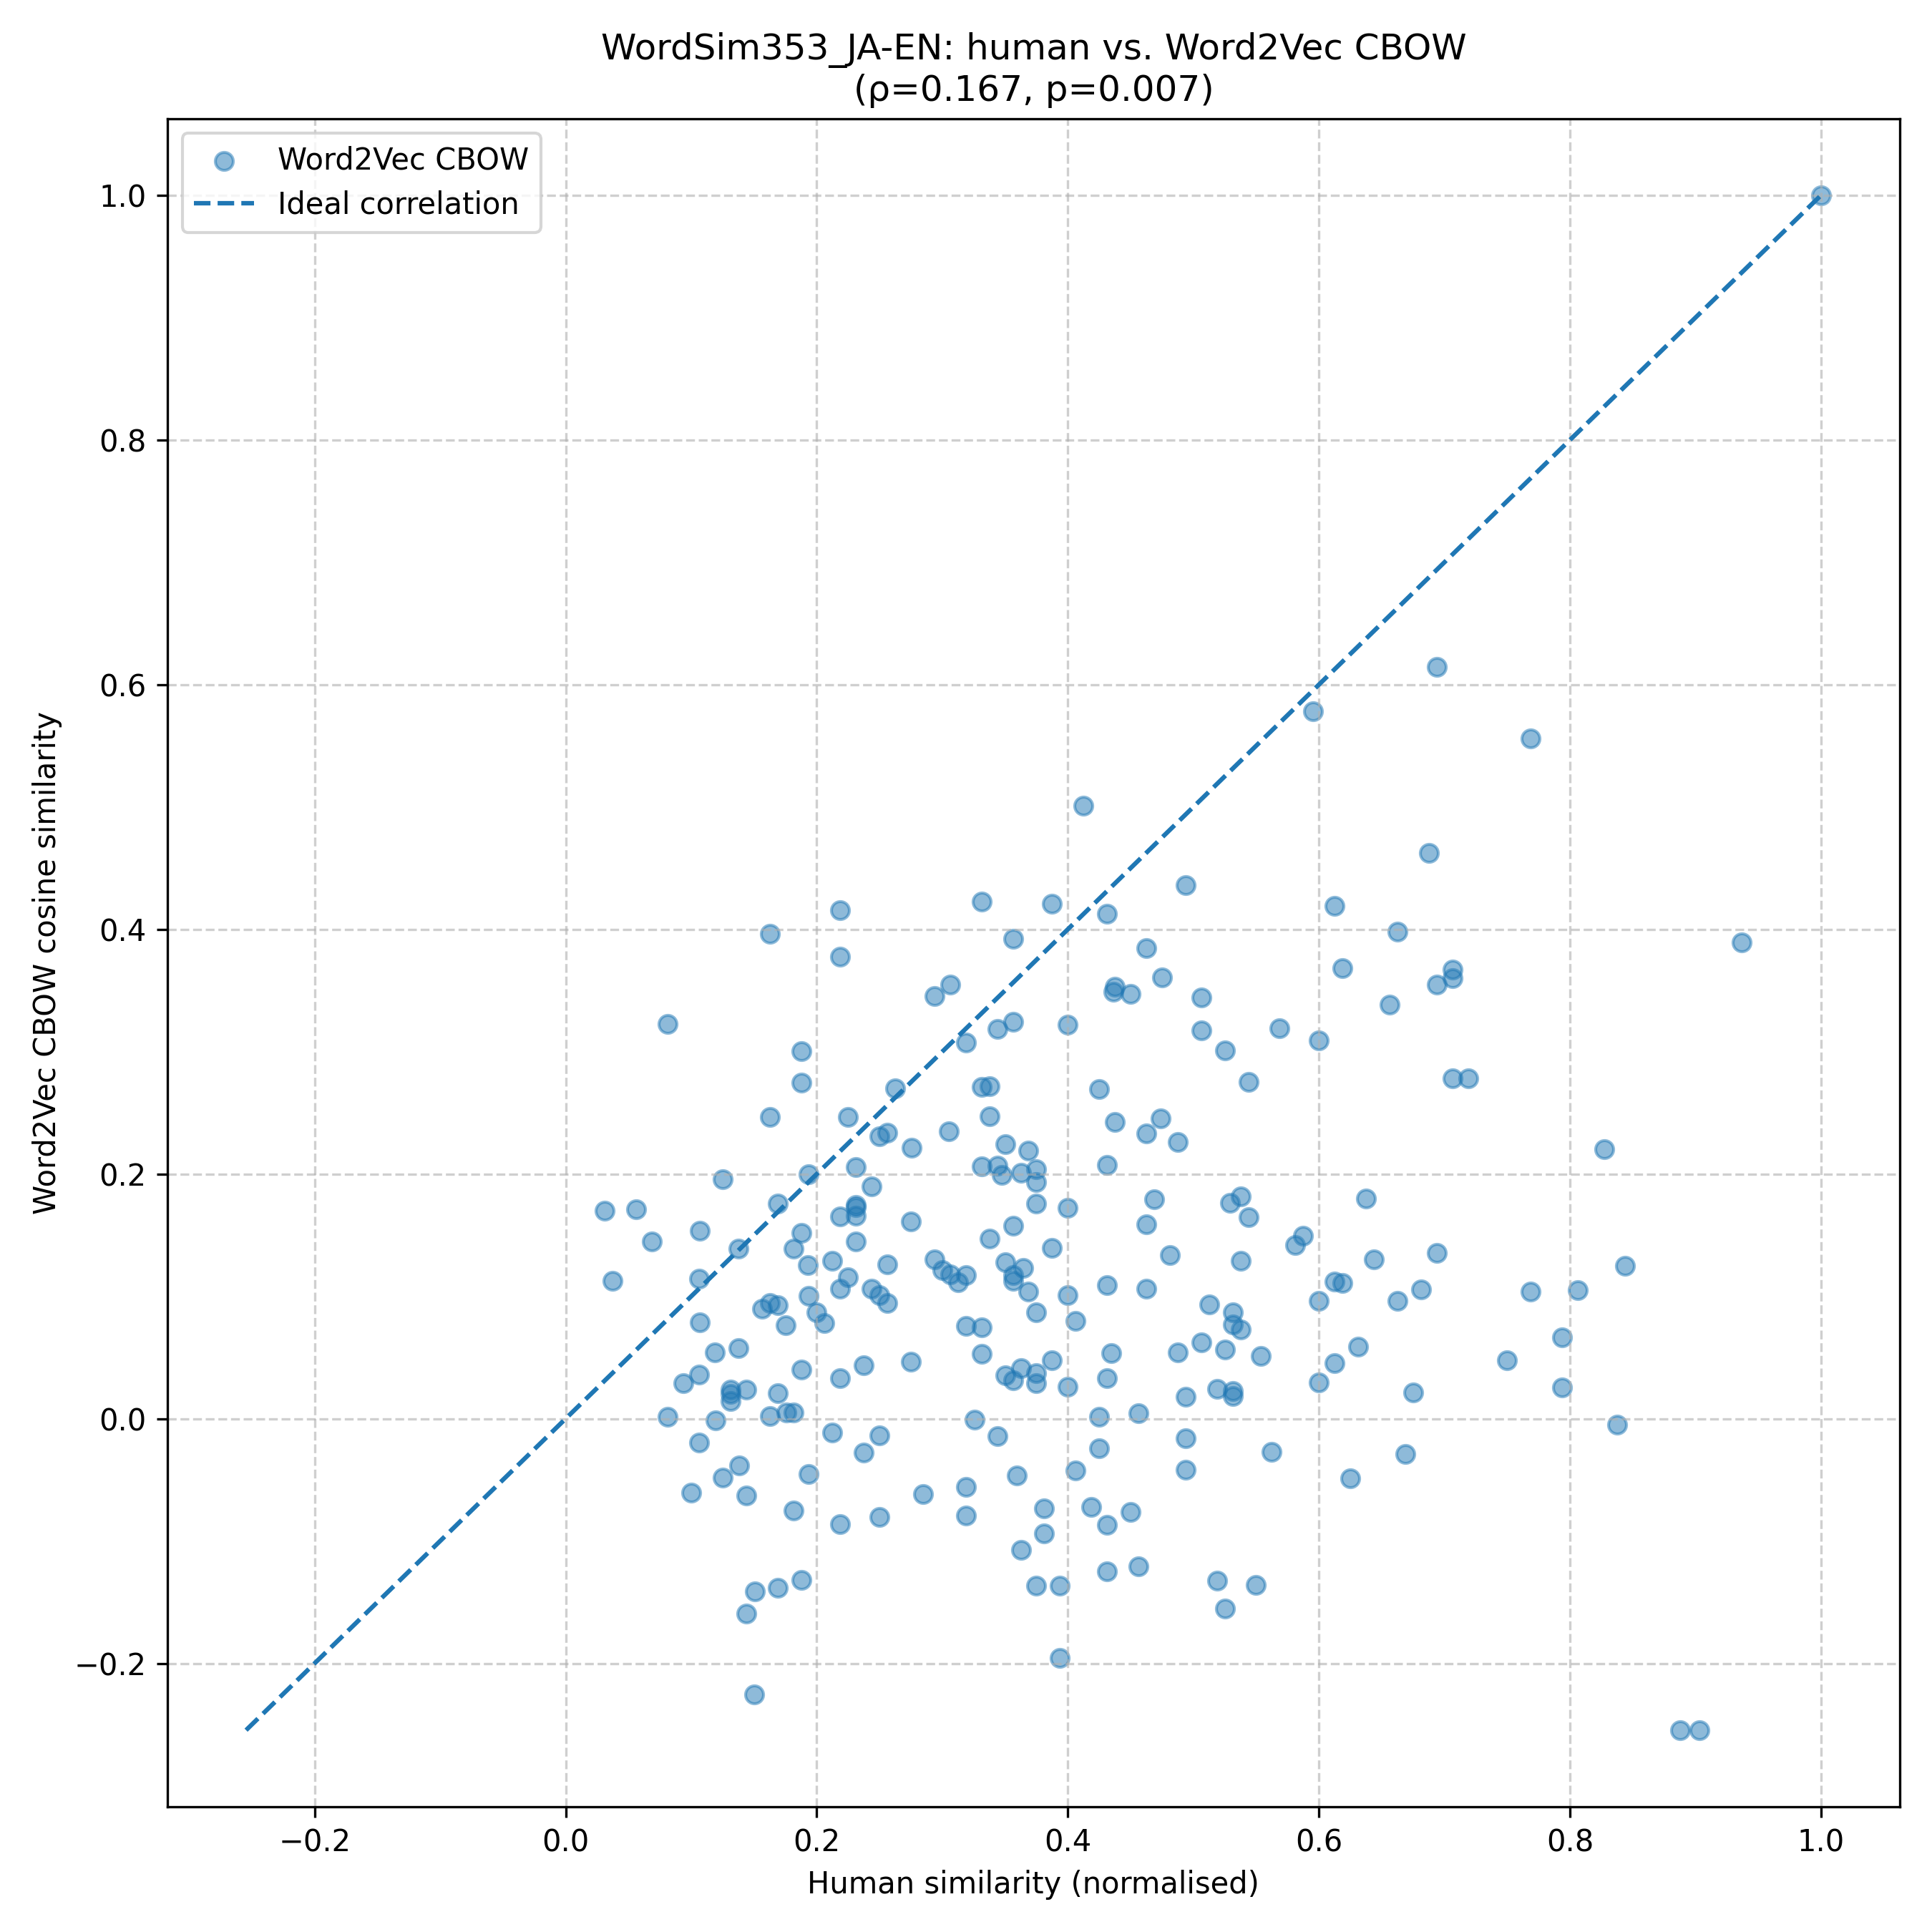 WordSim353_JA-EN: human vs. Word2Vec CBOW
(ρ=0.167, p=0.007)
Word2Vec CBOW
Ideal correlation
Word2Vec CBOW cosine similarity
1.0
0.8
0.6
0.4
0.2
0.0
−0.2
−0.2
0.0
0.2
0.4
0.6
0.8
1.0
Human similarity (normalised)